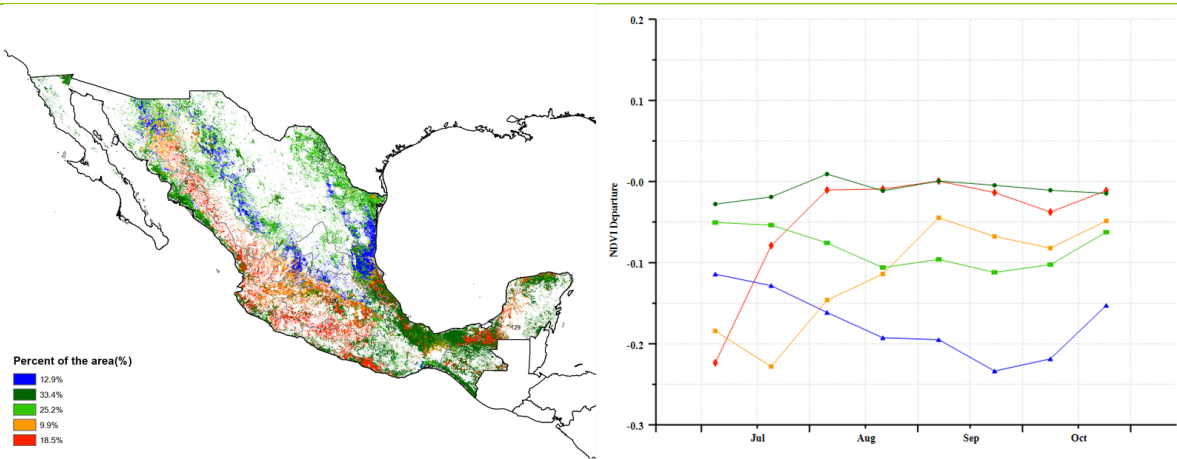 Percent of the area(%)
12.9%
33.4%
25.2%
9.9%
18.5%
129
0.2
0.1
-0.0
-0.1
-0.2
-0.3
NDVI Departure
Jul
Aug
Sep
Oct